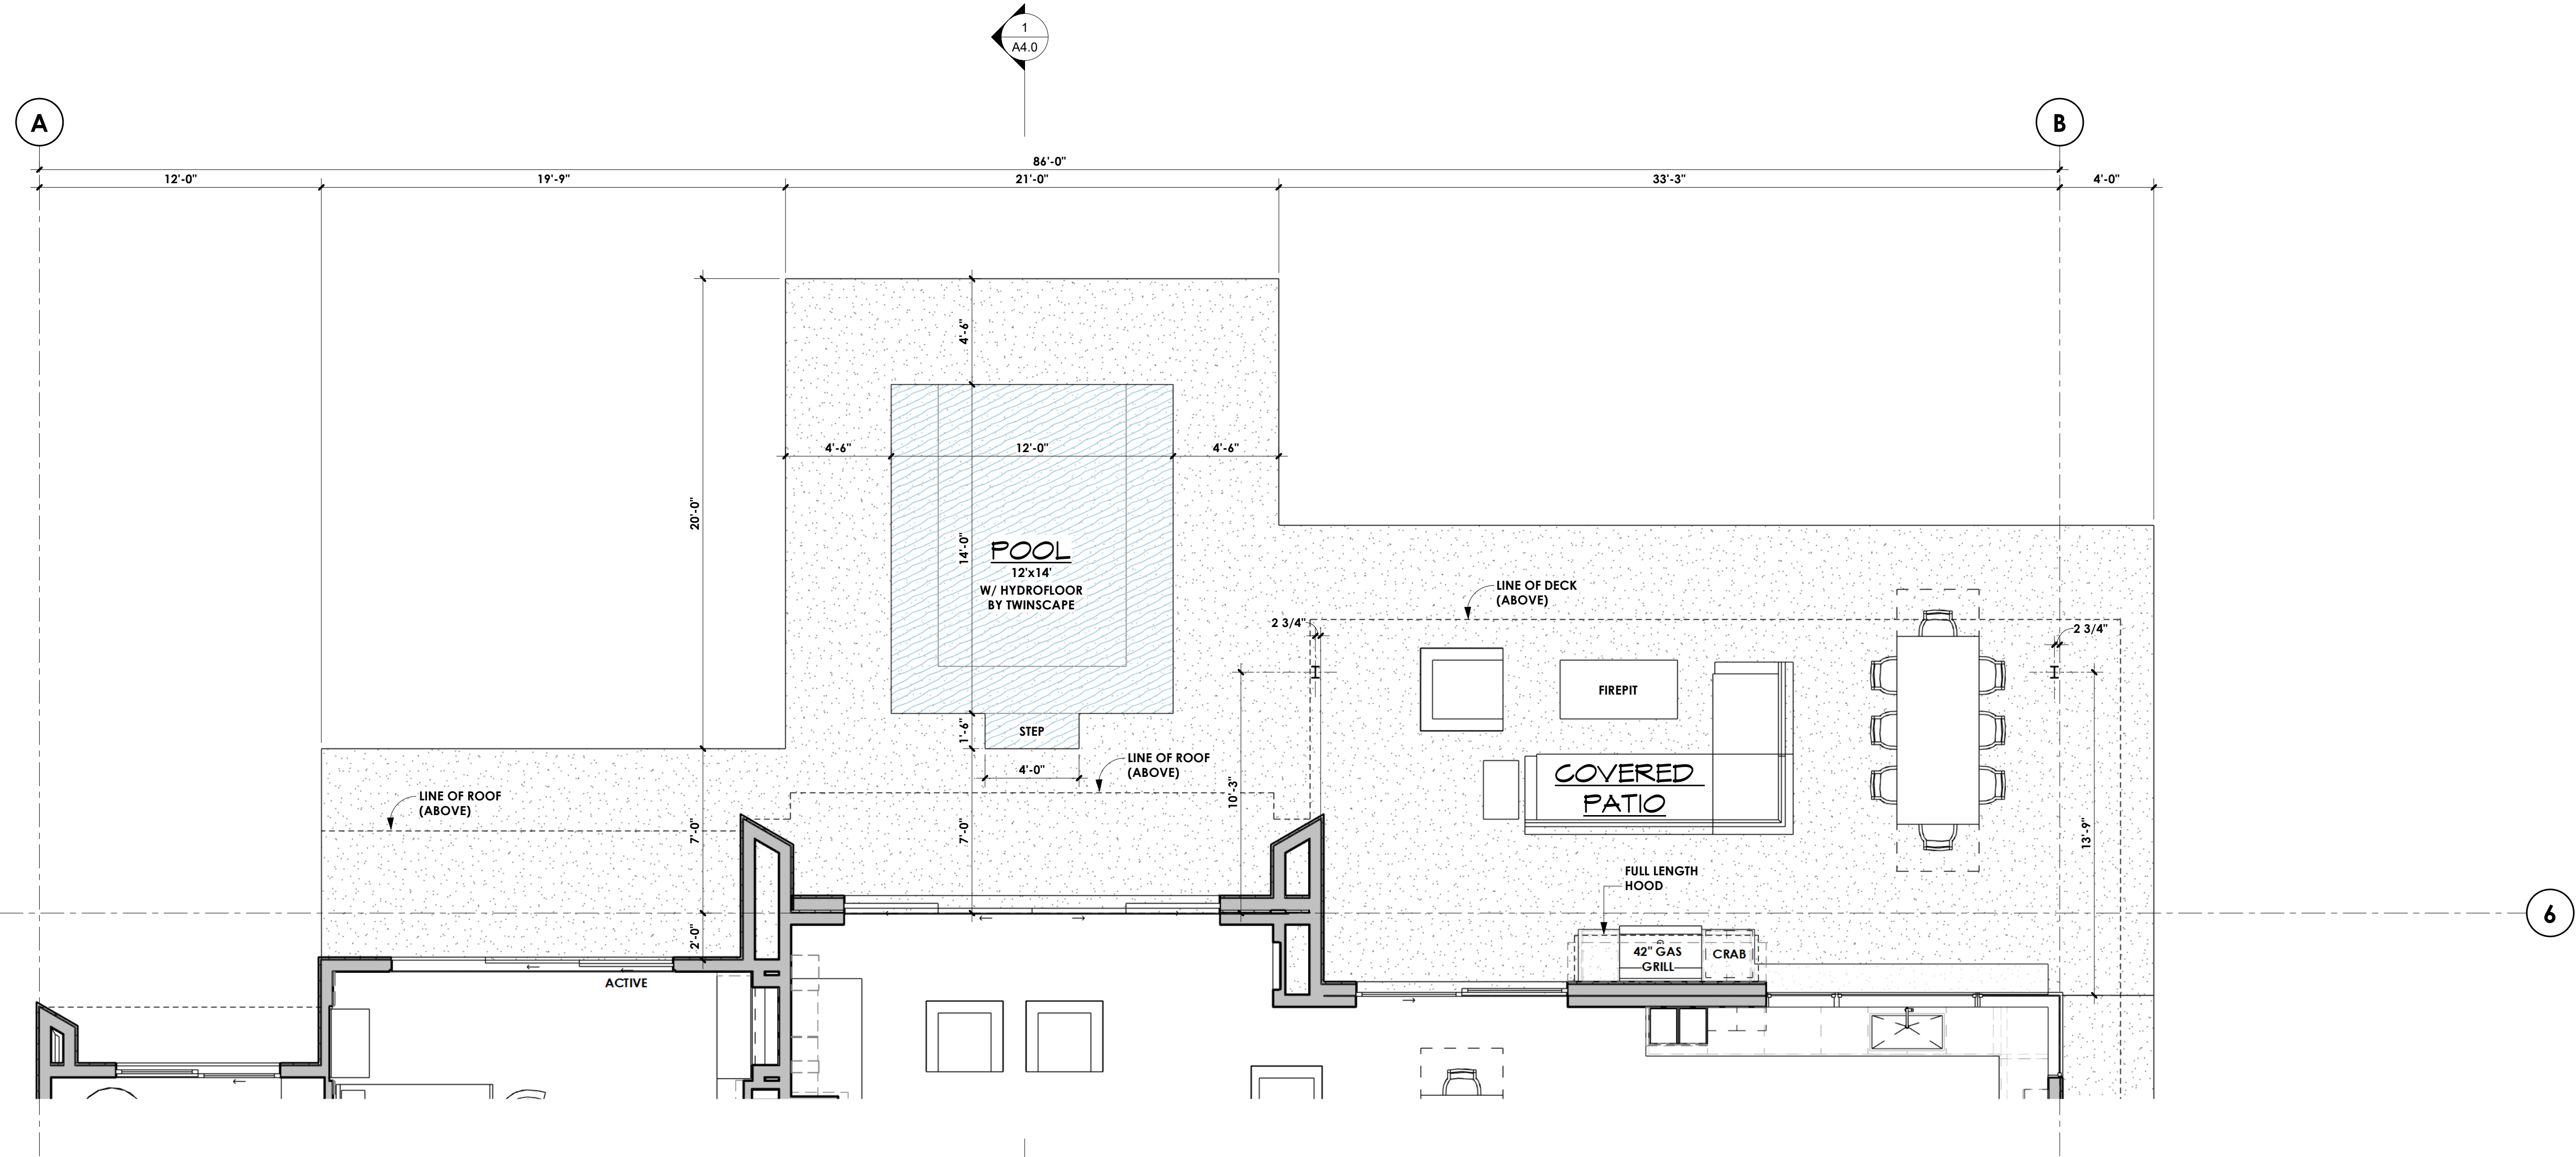 1
A4.0
A
B
86'-0"
12'-0"
19'-9"
21'-0"
33'-3"
4'-0"
4'-6"
4'-6"
12'-0"
4'-6"
20'-0"
14'-0"
POOL
12'x14'
W/ HYDROFLOOR
BY TWINSCAPE
LINE OF DECK
(ABOVE)
2 3/4"
2 3/4"
FIREPIT
1'-6"
STEP
4'-0"
LINE OF ROOF
(ABOVE)
COVERED
PATIO
LINE OF ROOF
(ABOVE)
10'-3"
7'-0"
7'-0"
13'-9"
FULL LENGTH
HOOD
6
2'-0"
42" GAS
GRILL
CRAB
ACTIVE